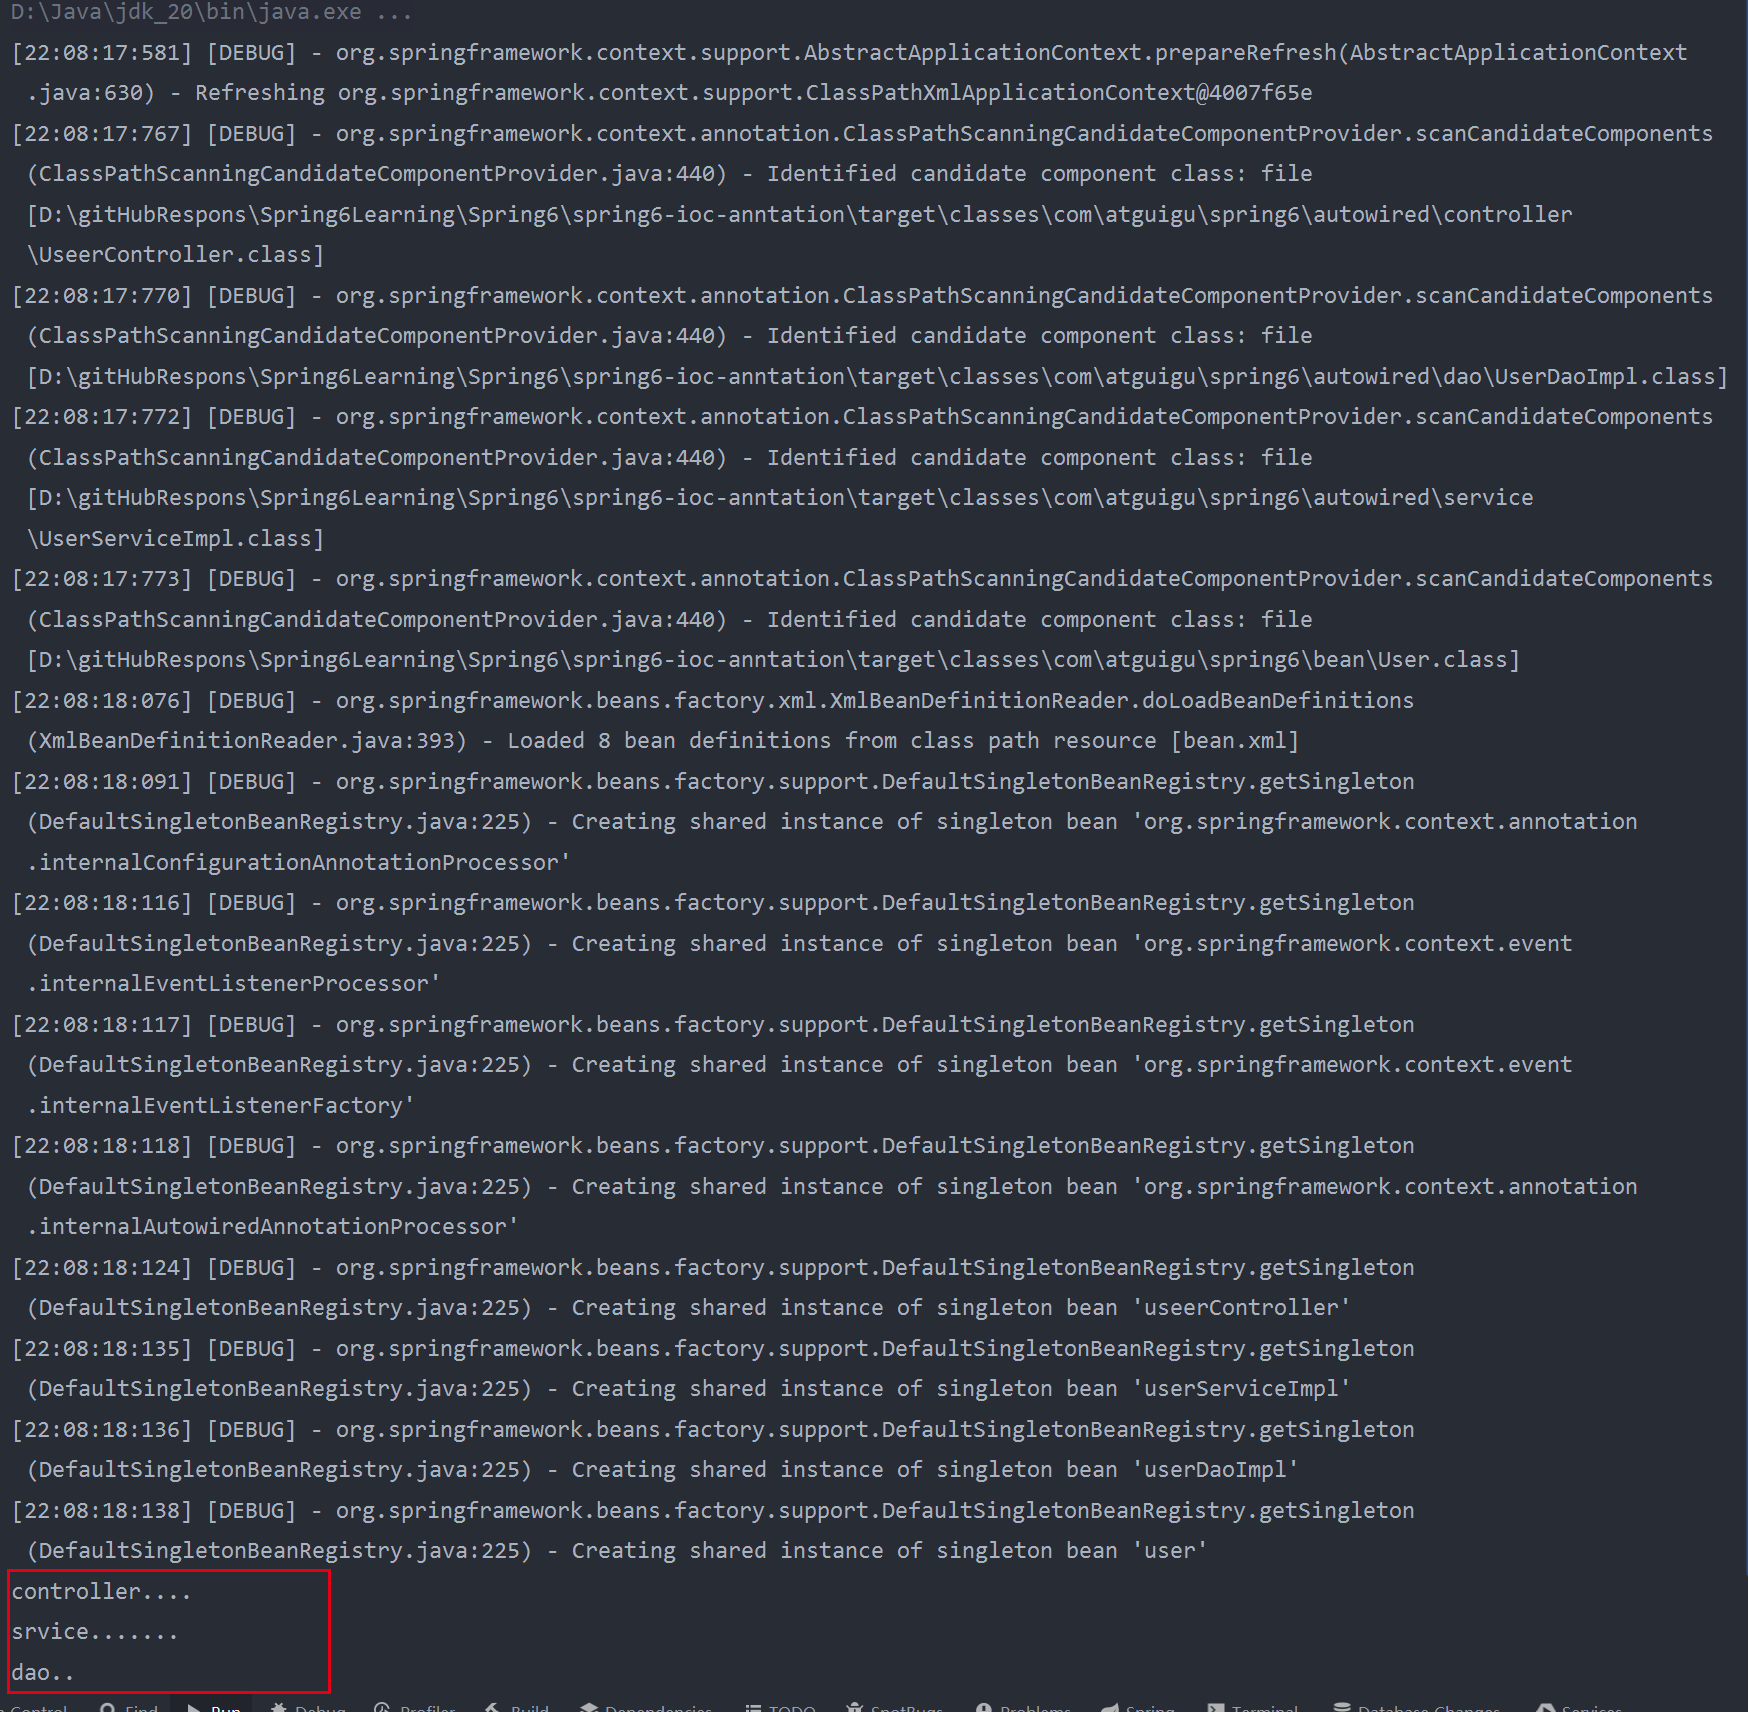 D:\Java\jdk_20\bin\java.exe ...
[22:08:17:581] [DEBUG] - org.springframework.context.support.AbstractApplicationContext.prepareRefresh(AbstractApplicationContext
.java:630) - Refreshing org.springframework.context.support.ClassPathXmlApplicationContext@4007f65e
[22:08:17:767] [DEBUG] - org.springframework.context.annotation.ClassPathScanningCandidateComponentProvider.scanCandidateComponents
(ClassPathScanningCandidateComponentProvider.java:440) - Identified candidate component class: file
[D:\gitHubRespons\Spring6Learning\Spring6\spring6-ioc-anntation\target\classes\com\atguigu\spring6\autowired\controller
\UseerController.class]
[22:08:17:770] [DEBUG] - org.springframework.context.annotation.ClassPathScanningCandidateComponentProvider.scanCandidateComponents
(ClassPathScanningCandidateComponentProvider.java:440) - Identified candidate component class: file
[D:\gitHubRespons\Spring6Learning\Spring6\spring6-ioc-anntation\target\classes\com\atguigu\spring6\autowired\dao\UserDaoImpl.class]
[22:08:17:772] [DEBUG] - org.springframework.context.annotation.ClassPathScanningCandidateComponentProvider.scanCandidateComponents
(ClassPathScanningCandidateComponentProvider.java:440) - Identified candidate component class: file
[D:\gitHubRespons\Spring6Learning\Spring6\spring6-ioc-anntation\target\classes\com\atguigu\spring6\autowired\service
\UserServiceImpl.class]
[22:08:17:773] [DEBUG] - org.springframework.context.annotation.ClassPathScanningCandidateComponentProvider.scanCandidateComponents
(ClassPathScanningCandidateComponentProvider.java:440) - Identified candidate component class: file
[D:\gitHubRespons\Spring6Learning\Spring6\spring6-ioc-anntation\target\classes\com\atguigu\spring6\bean\User.class]
[22:08:18:076] [DEBUG] - org.springframework.beans.factory.xml.XmlBeanDefinitionReader.doLoadBeanDefinitions
(XmlBeanDefinitionReader.java:393) - Loaded 8 bean definitions from class path resource [bean.xml]
[22:08:18:091] [DEBUG] - org.springframework.beans.factory.support.DefaultSingletonBeanRegistry.getSingleton
(DefaultSingletonBeanRegistry.java:225) - Creating shared instance of singleton bean 'org.springframework.context.annotation
.internalConfigurationAnnotationProcessor'
[22:08:18:116] [DEBUG] - org.springframework.beans.factory.support.DefaultSingletonBeanRegistry.getSingleton
(DefaultSingletonBeanRegistry.java:225) - Creating shared instance of singleton bean 'org.springframework.context.event
.internalEventListenerProcessor'
[22:08:18:117] [DEBUG] - org.springframework.beans.factory.support.DefaultSingletonBeanRegistry.getSingleton
(DefaultSingletonBeanRegistry.java:225) - Creating shared instance of singleton bean 'org.springframework.context.event
.internalEventListenerFactory'
[22:08:18:118] [DEBUG] - org.springframework.beans.factory.support.DefaultSingletonBeanRegistry.getSingleton
(DefaultSingletonBeanRegistry.java:225) - Creating shared instance of singleton bean 'org.springframework.context.annotation
.internalAutowiredAnnotationProcessor'
[22:08:18:124] [DEBUG] - org.springframework.beans.factory.support.DefaultSingletonBeanRegistry.getSingleton
(DefaultSingletonBeanRegistry.java:225) - Creating shared instance of singleton bean 'useerController'
[22:08:18:135] [DEBUG] - org.springframework.beans.factory.support.DefaultSingletonBeanRegistry.getSingleton
(DefaultSingletonBeanRegistry.java:225) - Creating shared instance of singleton bean 'userServiceImpl'
[22:08:18:136] [DEBUG] - org.springframework.beans.factory.support.DefaultSingletonBeanRegistry.getSingleton
(DefaultSingletonBeanRegistry.java:225) - Creating shared instance of singleton bean 'userDaoImpl'
[22:08:18:138] [DEBUG] - org.springframework.beans.factory.support.DefaultSingletonBeanRegistry.getSingleton
(DefaultSingletonBeanRegistry.java:225) - Creating shared instance of singleton bean 'user'
controller....
srvice.......
dao..
Control Find Run Debug Profiler Build Dependencies TODO SpotBugs Problems Spring Terminal Database Changes Services